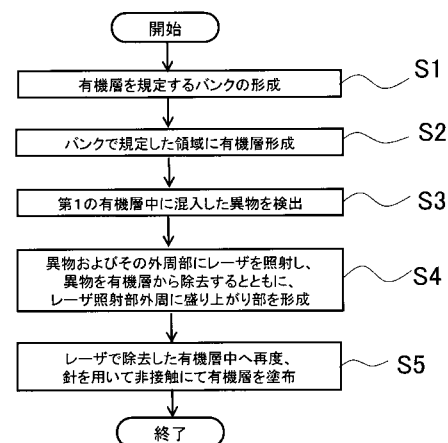 開始
有機層を規定するバンクの形成
S1
バンクで規定した領域に有機層形成
S2
第1の有機層中に混入した異物を検出
S3
異物およびその外周部にレーザを照射し、
異物を有機層から除去するとともに、
レーザ照射部外周に盛り上がり部を形成
S4
レーザで除去した有機層中へ再度、
針を用いて非接触にて有機層を塗布
S5
終了